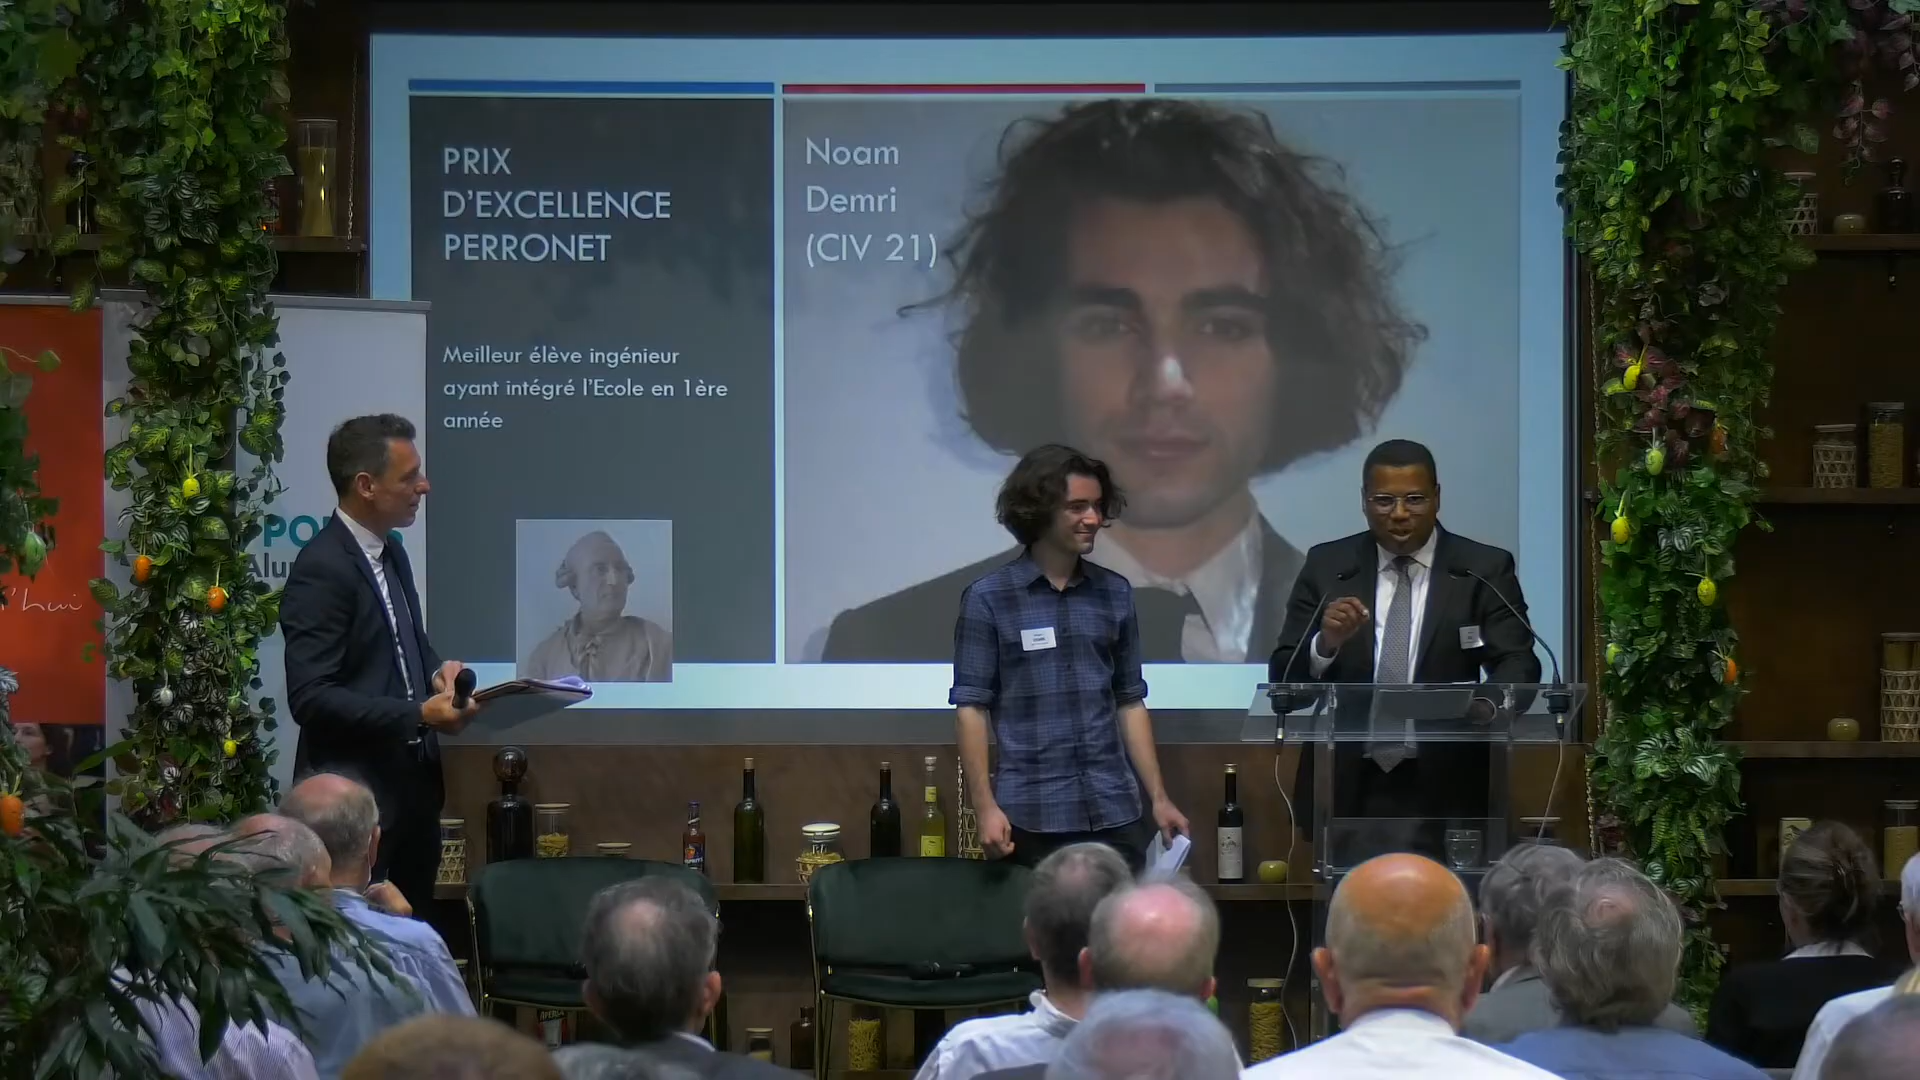 PRIX
D'EXCELLENCE
PERRONET
Meilleur élève ingénieur
ayant intégré l'Ecole en 1ère
année
Noam
Demri
(CIV 21)